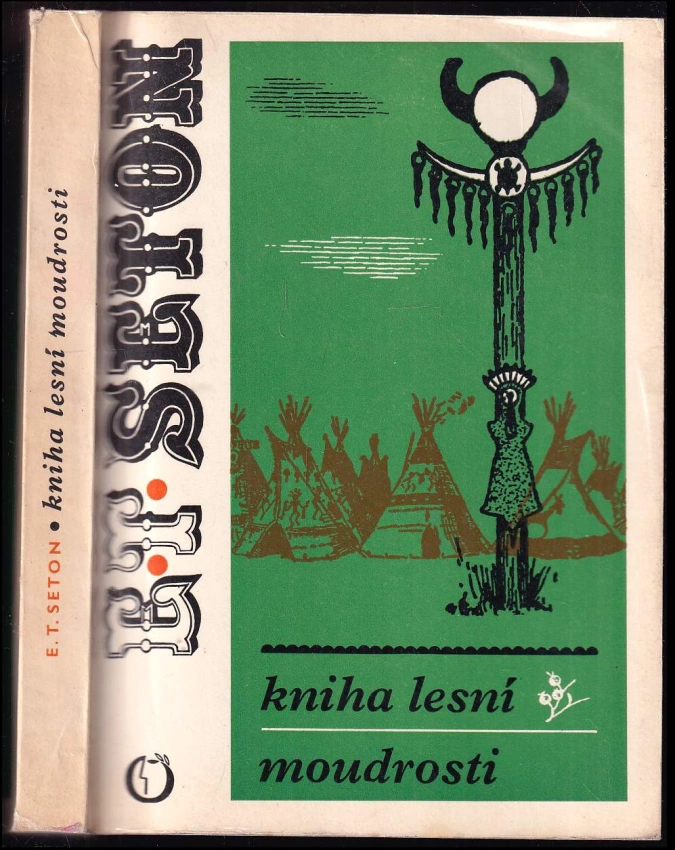 E. T. SETON • kniha lesní moudrosti
E.T. SETON
kniha lesní
moudrosti